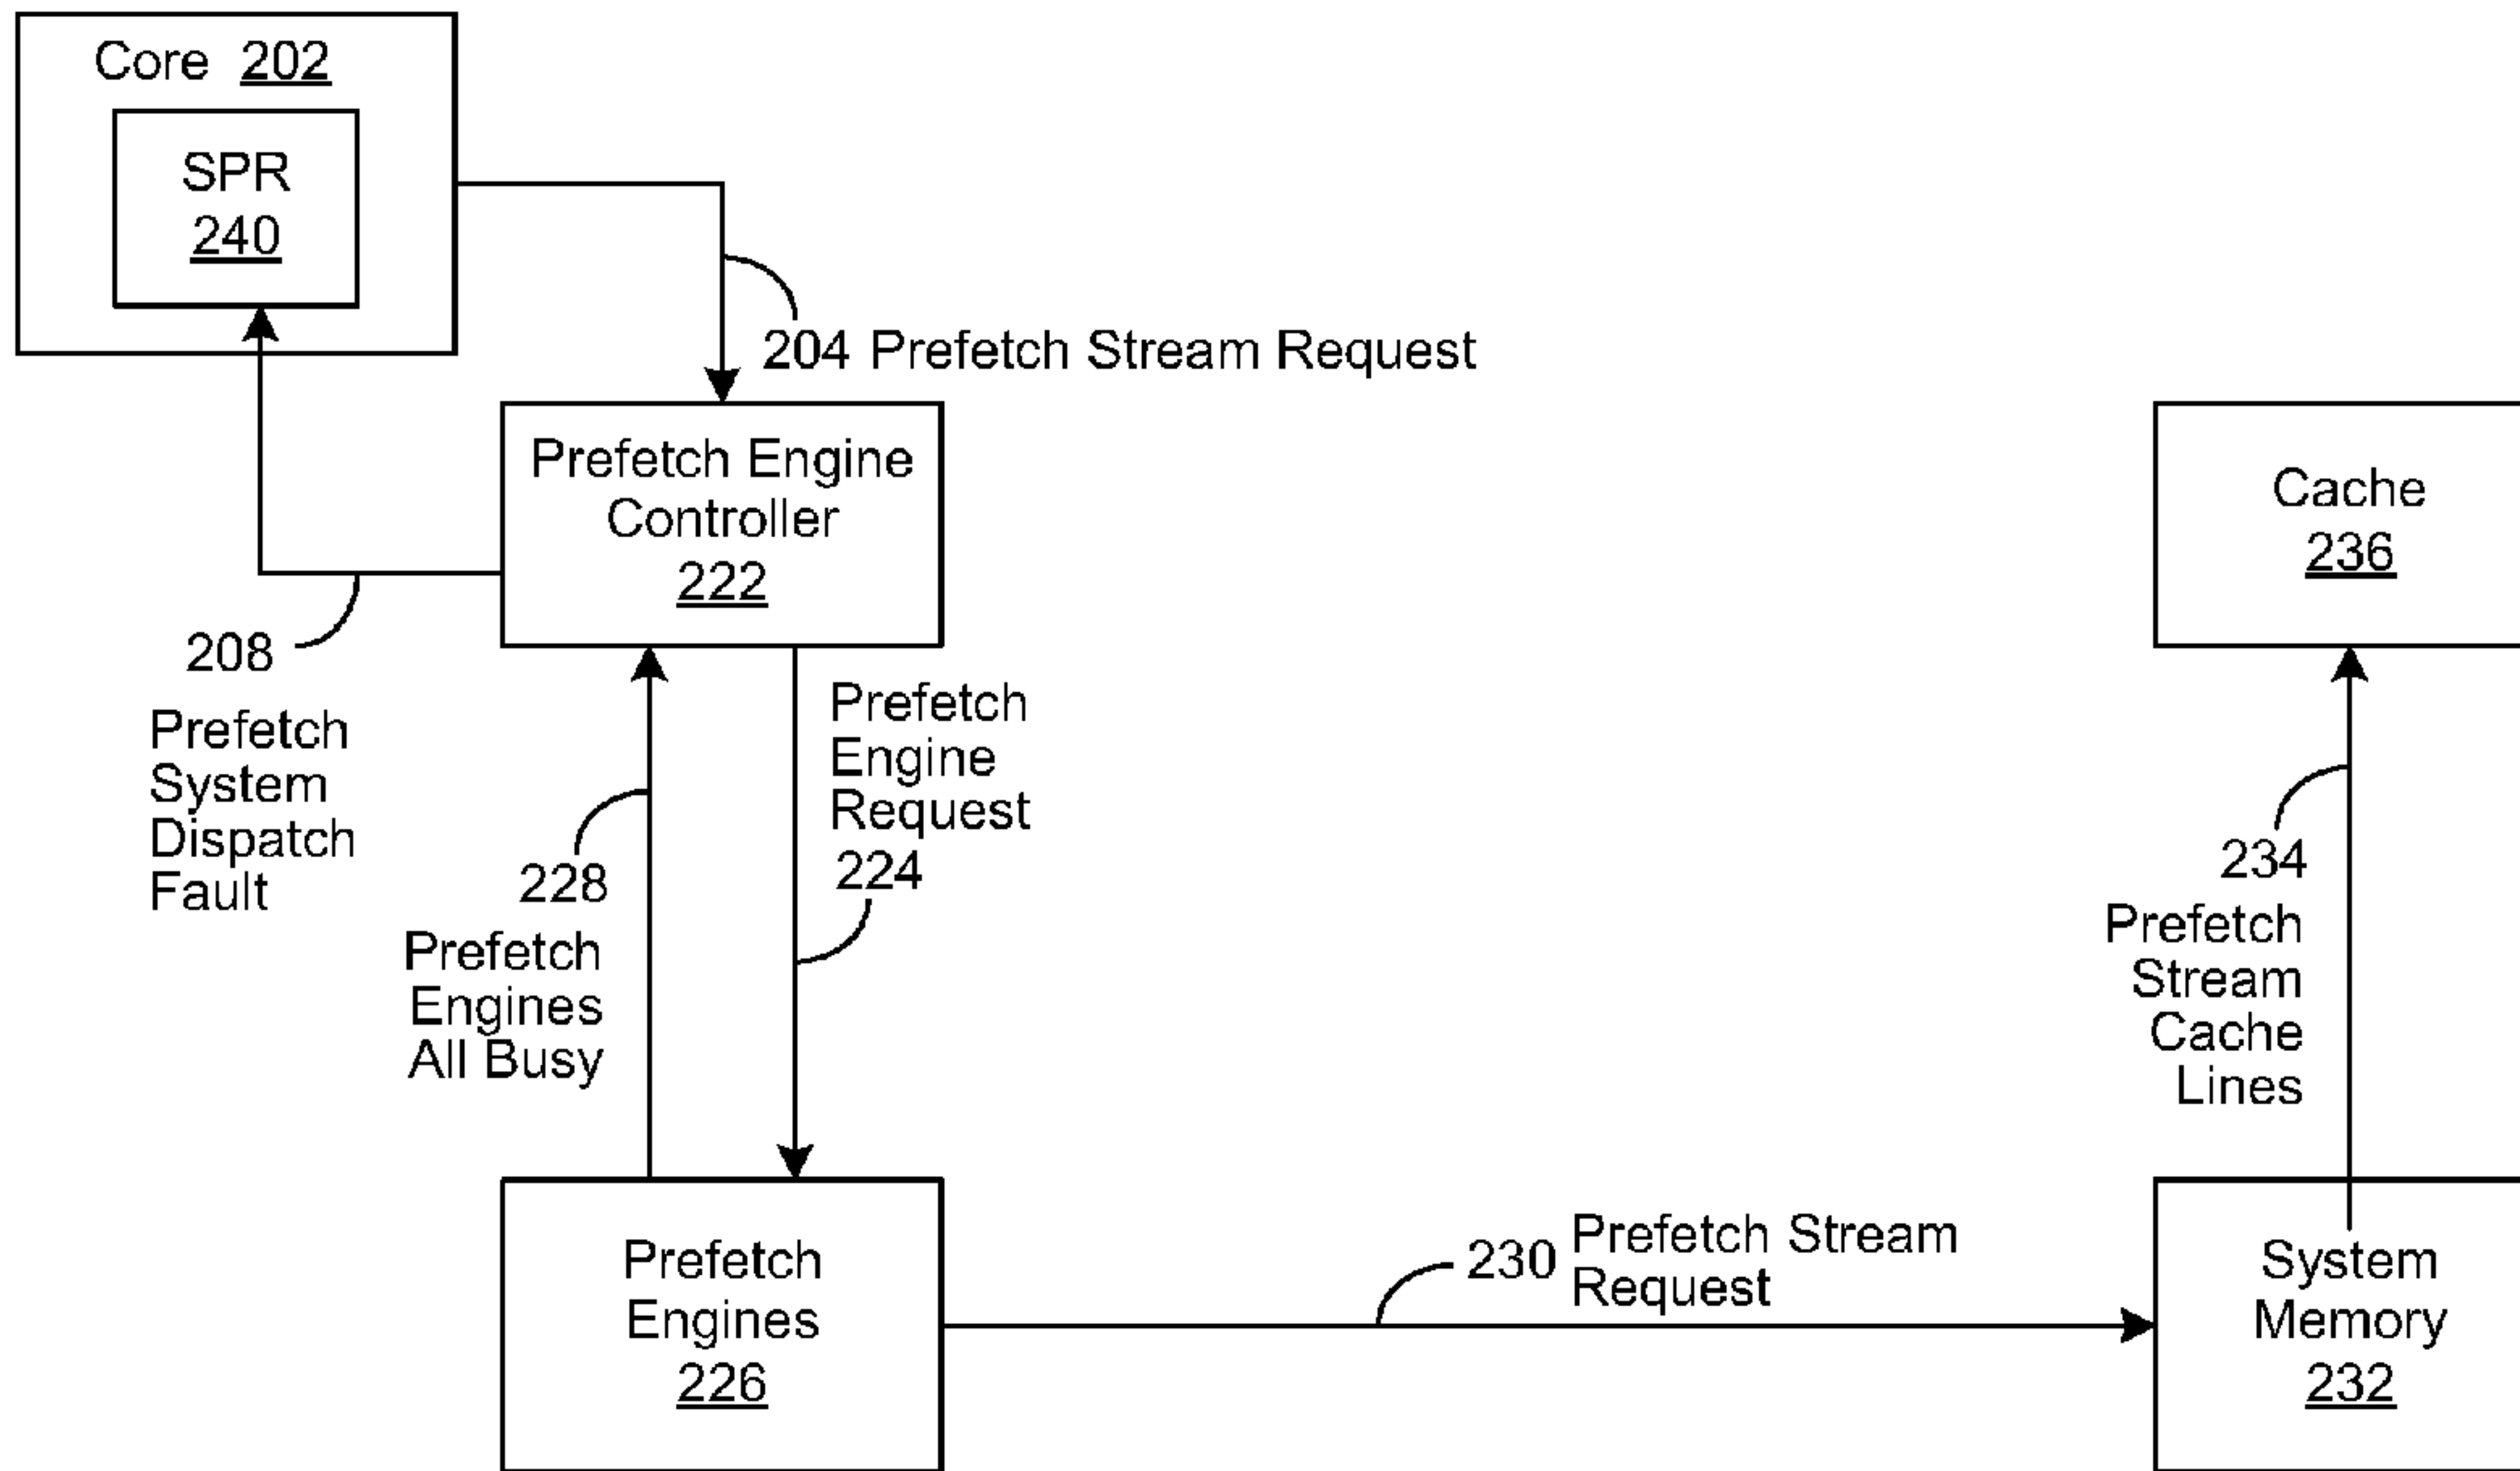 Core 202
SPR
240
204 Prefetch Stream Request
Prefetch Engine
Controller
222
Cache
236
208
Prefetch
System
Dispatch
Fault
Prefetch
Engine
Request
224
228
Prefetch
Engines
All Busy
234
Prefetch
Stream
Cache
Lines
Prefetch
Engines
226
230 Prefetch Stream
Request
System
Memory
232